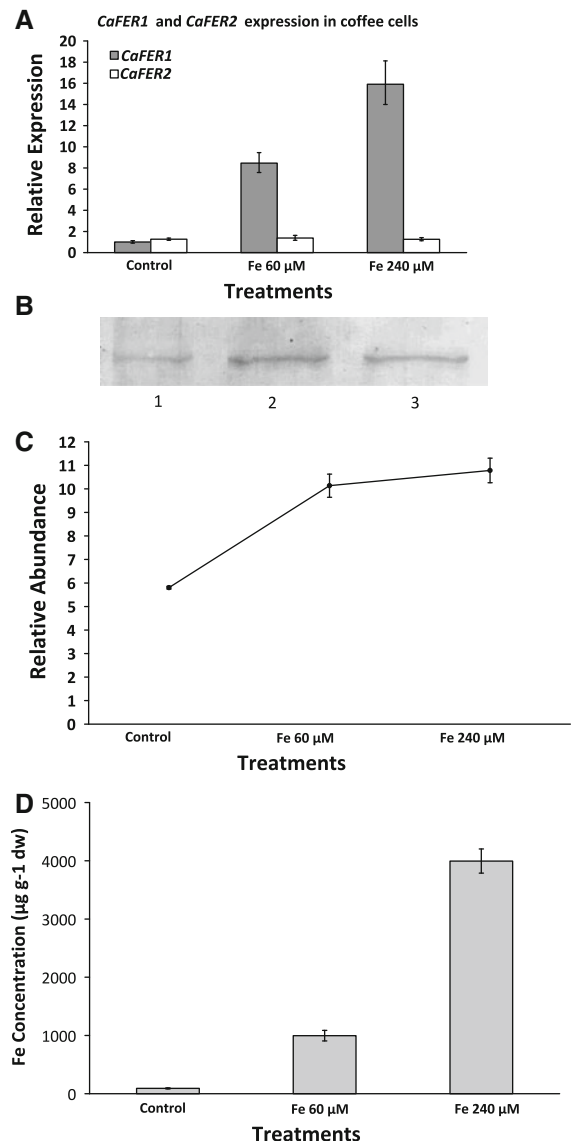 A
CaFER1 and CaFER2 expression in coffee cells
Relative Expression
20
18
16
14
12
10
8
6
4
2
0
CaFER1
CaFER2
Control
Fe 60 µM
Fe 240 µM
Treatments
B
1
2
3
C
Relative Abundance
12
11
10
9
8
7
6
5
4
3
2
1
0
Control
Fe 60 µM
Fe 240 µM
Treatments
D
Fe Concentration (µg g-1 dw)
5000
4000
3000
2000
1000
0
Control
Fe 60 µM
Fe 240 µM
Treatments